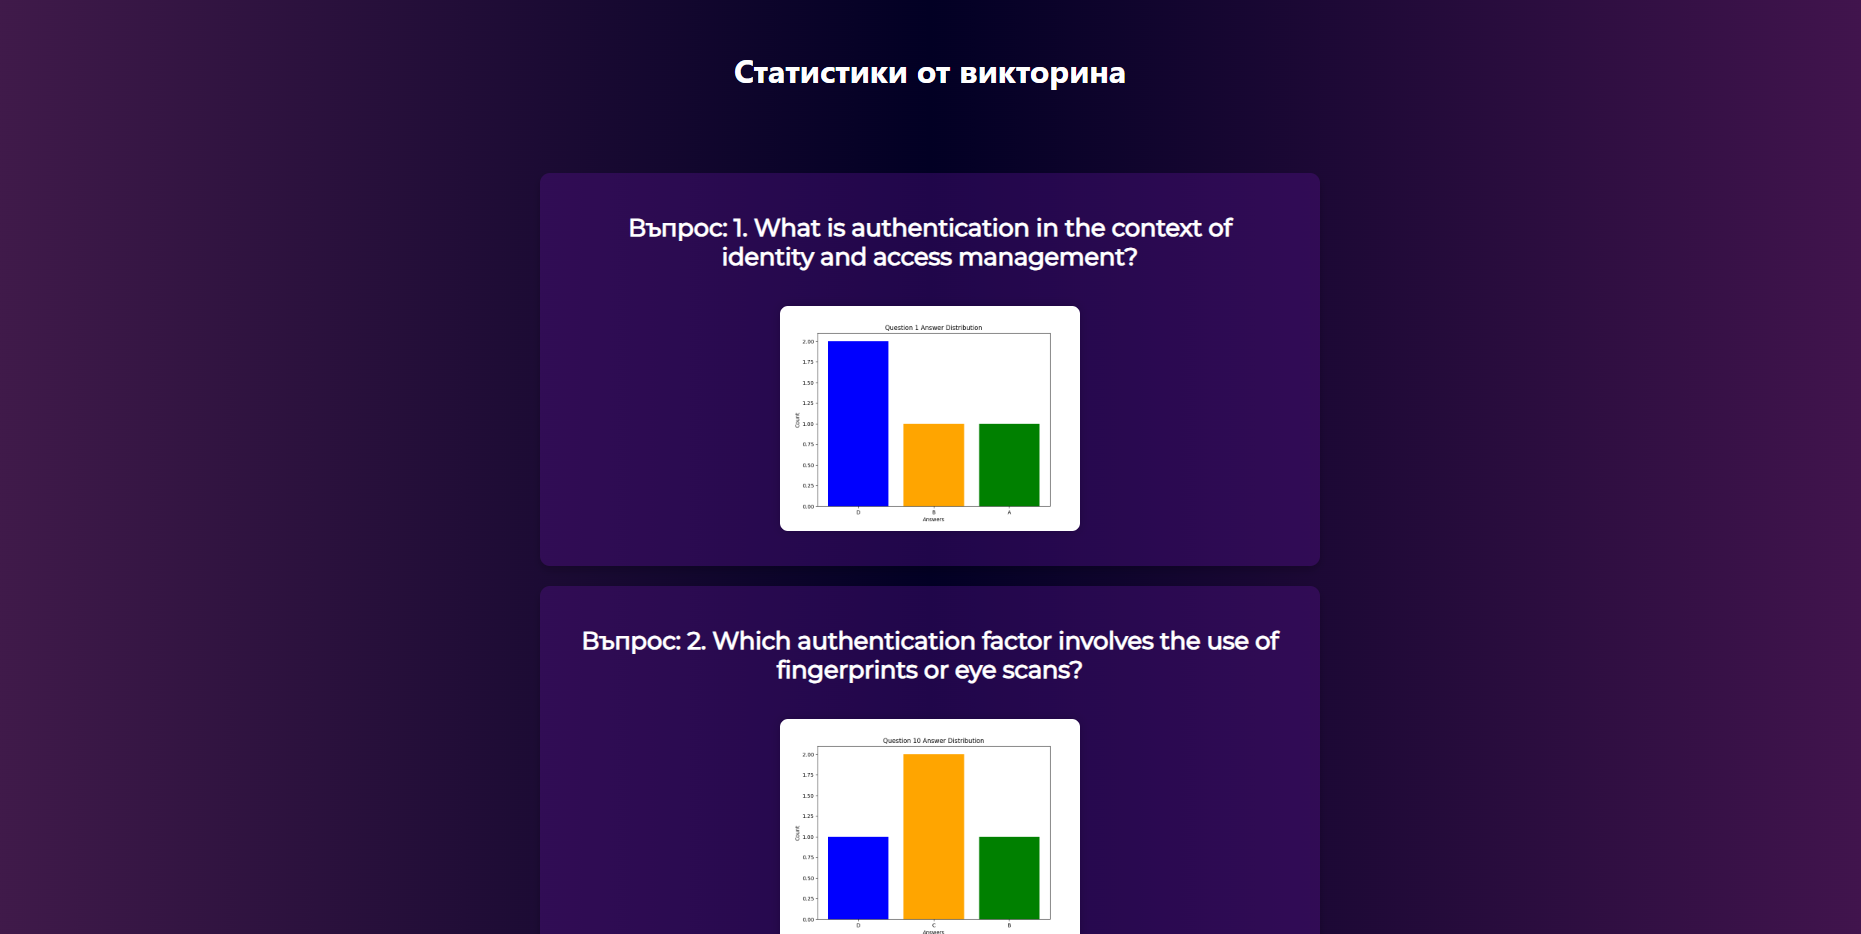 Статистики от викторина
Въпрос: 1. What is authentication in the context of
identity and access management?
Question 1 Answer Distribution
2.00
1.75
1.50
1.25
1.00
0.75
0.50
0.25
0.00
Count
D B A
Answers
Въпрос: 2. Which authentication factor involves the use of
fingerprints or eye scans?
Question 10 Answer Distribution
2.00
1.75
1.50
1.25
1.00
0.75
0.50
0.25
0.00
Count
D C B
Answers